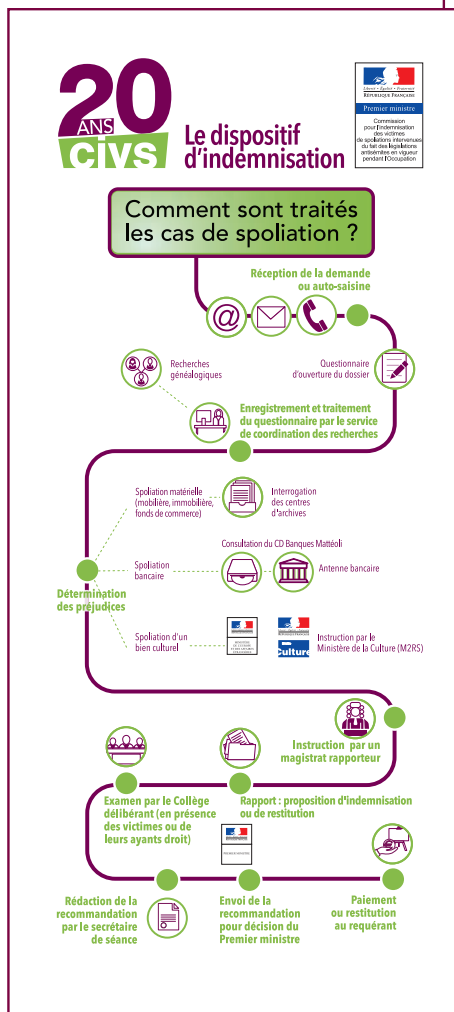 20
ANS
CIVS
Le dispositif
d'indemnisation
Liberté • Égalité • Fraternité
RÉPUBLIQUE FRANÇAISE
Premier ministre
Commission
pour l'indemnisation
des victimes
de spoliations intervenues
du fait des législations
antisémites en vigueur
pendant l'Occupation
Comment sont traités
les cas de spoliation ?
Réception de la demande
ou auto-saisine
@
Recherches
généalogiques
Questionnaire
d'ouverture du dossier
Enregistrement et traitement
du questionnaire par le service
de coordination des recherches
Spoliation matérielle
(mobilière, immobilière,
fonds de commerce)
Interrogation
des centres
d'archives
Consultation du CD Banques Mattéoli
Spoliation
bancaire
Antenne bancaire
Détermination
des préjudices
Spoliation d'un
bien culturel
Culture
Instruction par le
Ministère de la Culture (M2RS)
Instruction par un
magistrat rapporteur
Examen par le Collège
délibérant (en présence
des victimes ou de
leurs ayants droit)
Rapport : proposition d'indemnisation
ou de restitution
PREMIER MINISTRE
Rédaction de la
recommandation
par le secrétaire
de séance
Envoi de la
recommandation
pour décision du
Premier ministre
Paiement
ou restitution
au requérant